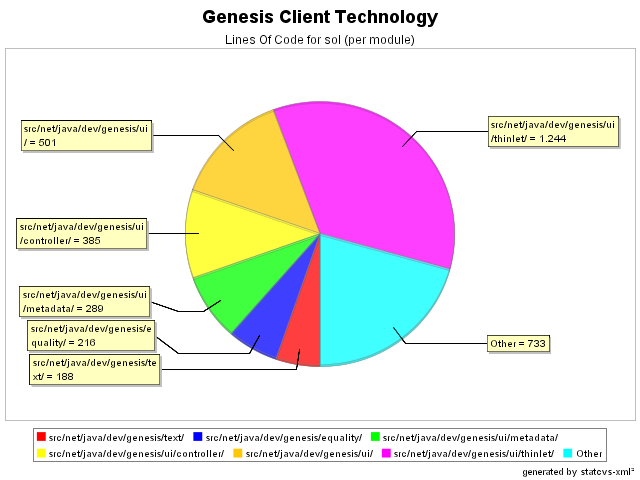 Genesis Client Technology
Lines Of Code for sol (per module)
src/net/java/dev/genesis/ui
/thinlet/ = 1.244
src/net/java/dev/genesis/ui
/ = 501
src/net/java/dev/genesis/ui
/controller/ = 385
src/net/java/dev/genesis/ui
/metadata/ = 289
src/net/java/dev/genesis/e
quality/ = 216
src/net/java/dev/genesis/te
xt/ = 188
Other = 733
src/net/java/dev/genesis/text/ src/net/java/dev/genesis/equality/ src/net/java/dev/genesis/ui/metadata/
src/net/java/dev/genesis/ui/controller/ src/net/java/dev/genesis/ui/ src/net/java/dev/genesis/ui/thinlet/ Other
generated by statcvs-xml²